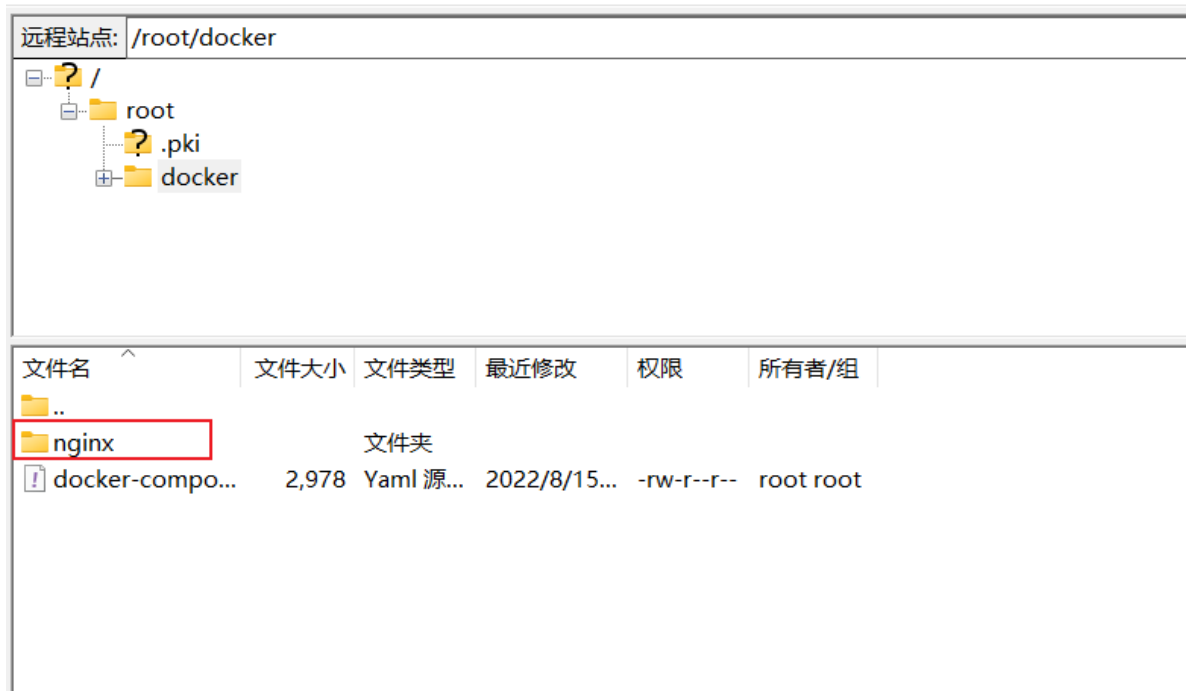 远程站点: /root/docker
/
root
.pki
docker
文件名 文件大小 文件类型 最近修改 权限 所有者/组
..
nginx 文件夹
docker-compo... 2,978 Yaml 源... 2022/8/15... -rw-r--r-- root root